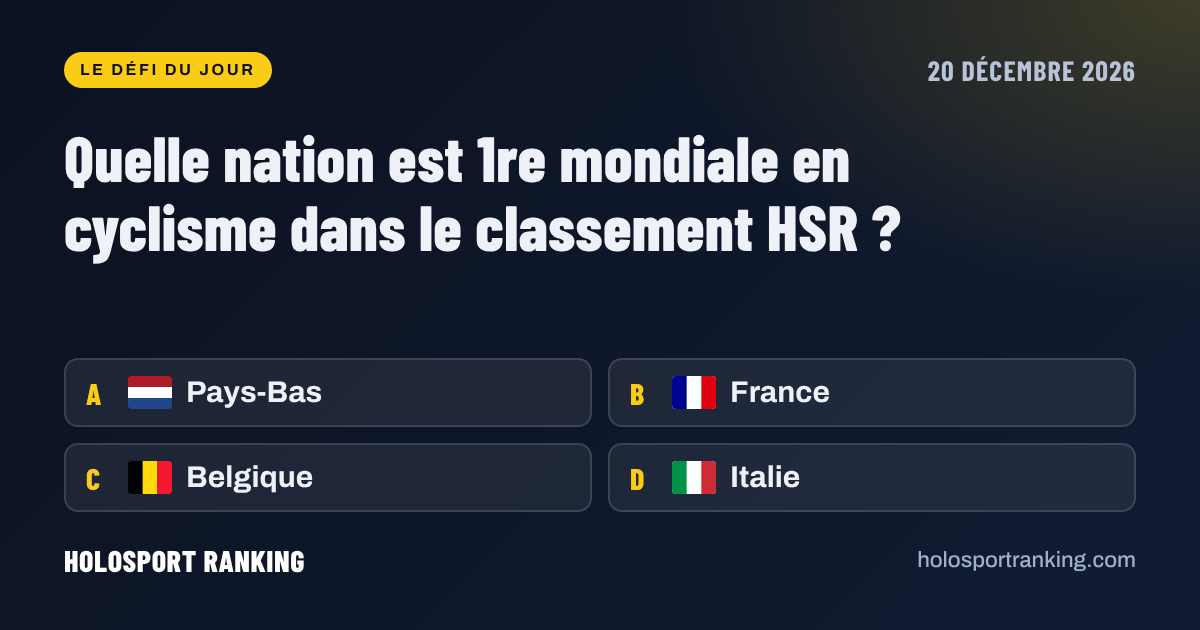 LE DÉFI DU JOUR
20 DÉCEMBRE 2026
Quelle nation est 1re mondiale en
cyclisme dans le classement HSR ?
A Pays-Bas
B France
C Belgique
D Italie
HOLOSPORT RANKING
holosportranking.com